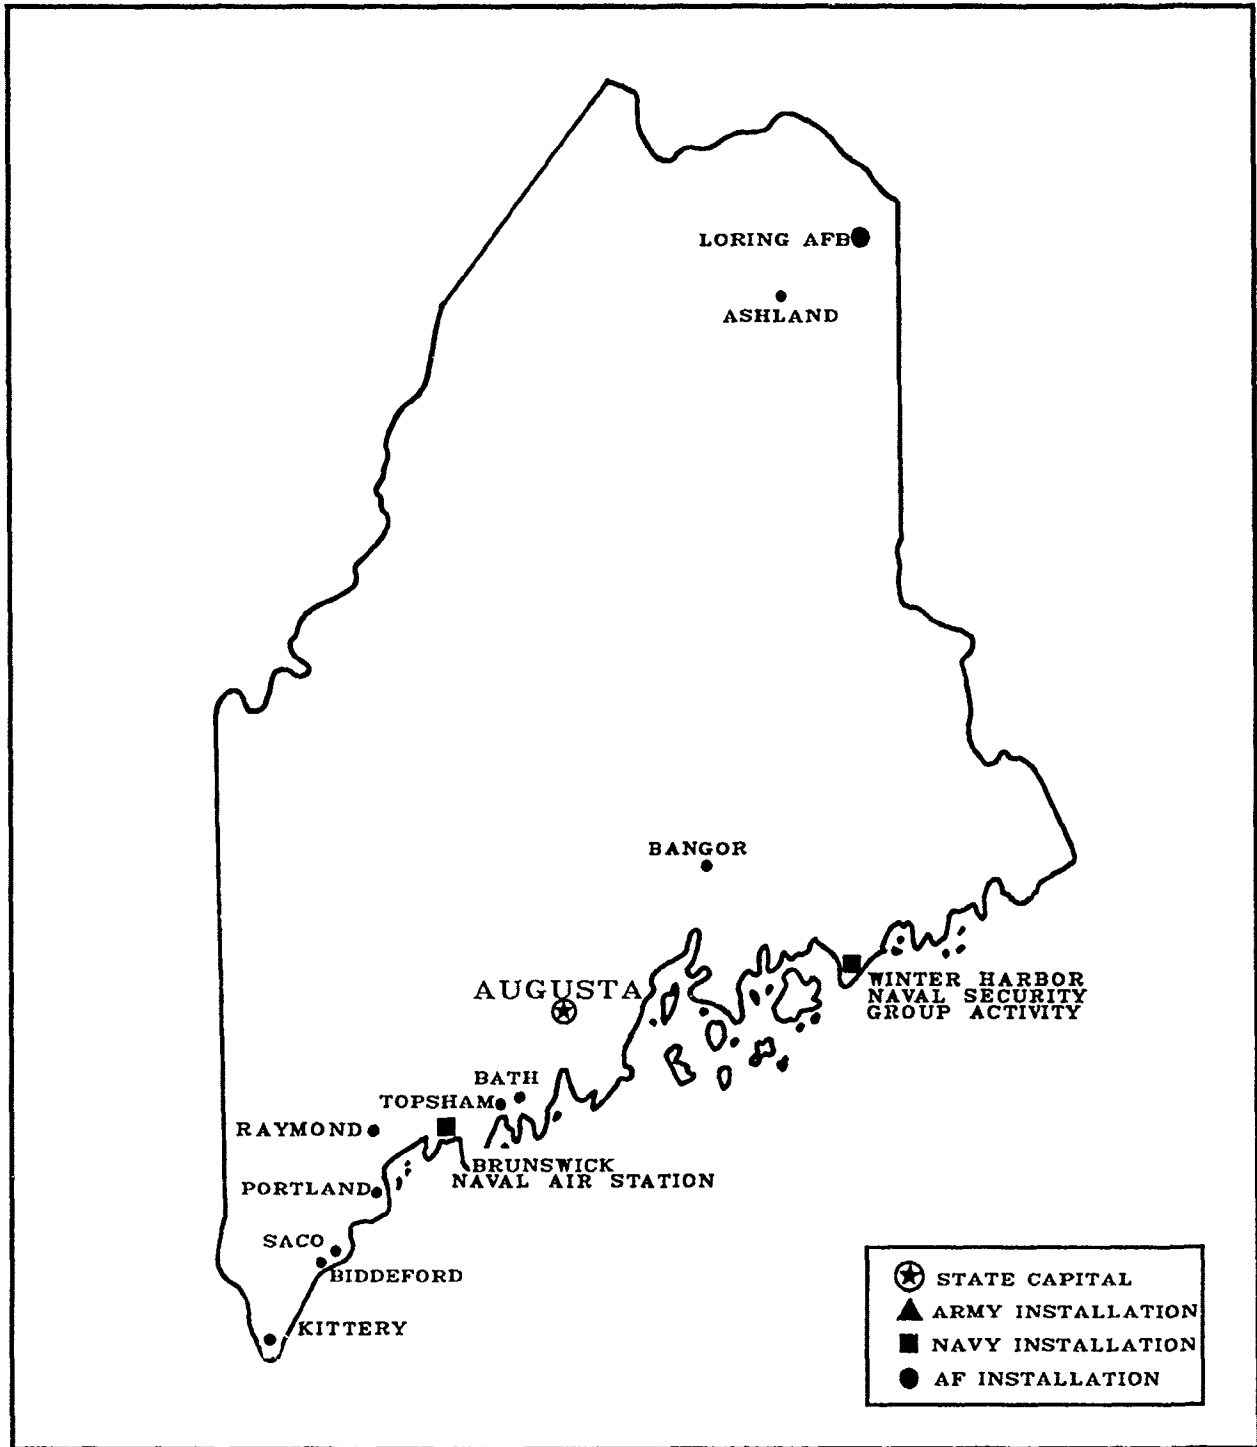 LORING AFB
ASHLAND
BANGOR
AUGUSTA
WINTER HARBOR
NAVAL SECURITY
GROUP ACTIVITY
BATH
TOPSHAM
RAYMOND
BRUNSWICK
NAVAL AIR STATION
PORTLAND
SACO
BIDDEFORD
KITTERY
STATE CAPITAL
ARMY INSTALLATION
NAVY INSTALLATION
AF INSTALLATION